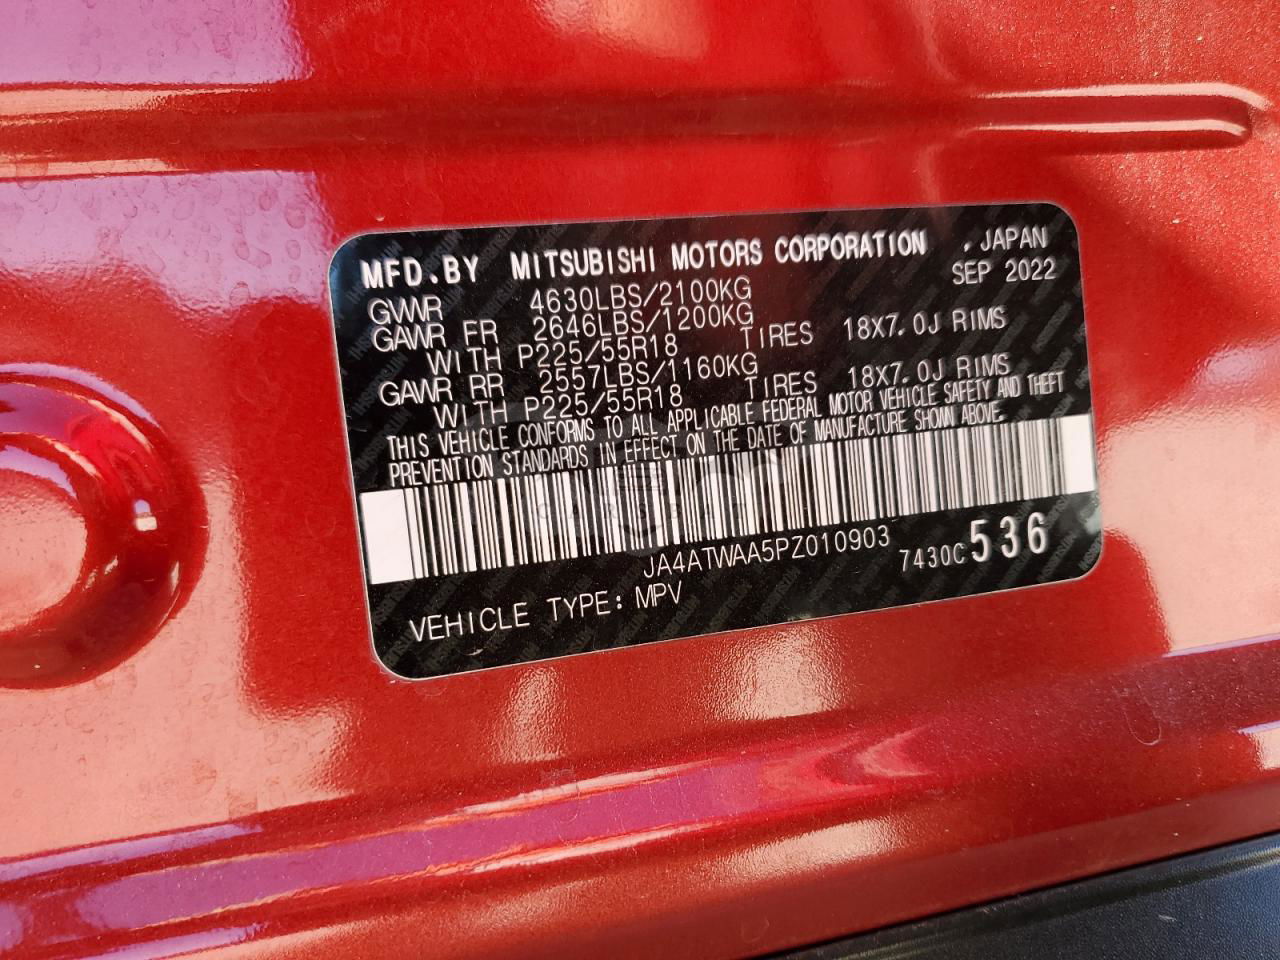 MFD.BY MITSUBISHI MOTORS CORPORATION . JAPAN
SEP 2022
GVWR 4630LBS/2100KG
GAWR FR 2646LBS/1200KG
WITH P225/55R18 TIRES 18X7.0J RIMS
GAWR RR 2557LBS/1160KG
WITH P225/55R18 TIRES 18X7.0J RIMS
THIS VEHICLE CONFORMS TO ALL APPLICABLE FEDERAL MOTOR VEHICLE SAFETY AND THEFT
PREVENTION STANDARDS IN EFFECT ON THE DATE OF MANUFACTURE SHOWN ABOVE.
JA4ATWAA5PZ010903
7430C536
VEHICLE TYPE: MPV